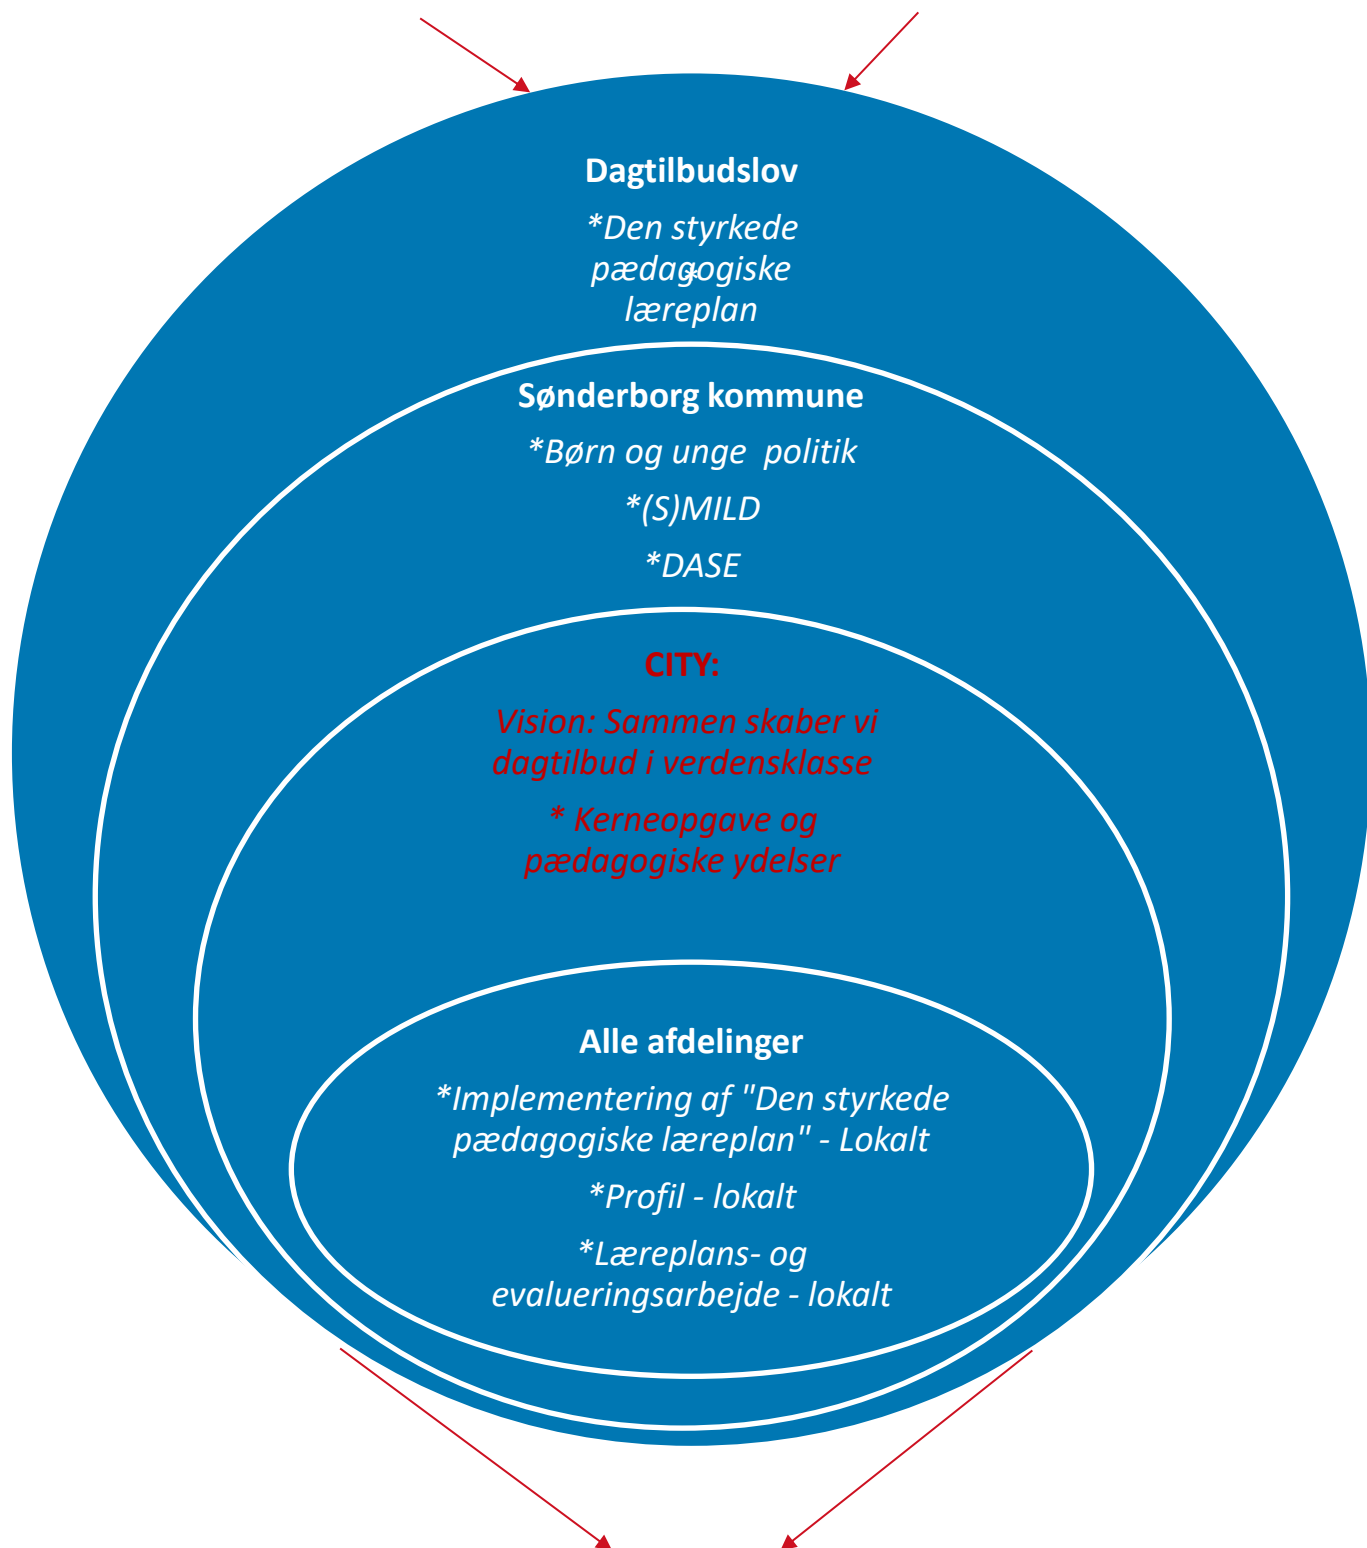 Dagtilbudslov
*Den styrkede
pædagogiske
*
læreplan
Sønderborg kommune
*Børn og unge  politik
*(S)MILD
*DASE
CITY:
Vision: Sammen skaber vi
dagtilbud i verdensklasse
* Kerneopgave og
pædagogiske ydelser
Alle afdelinger
*Implementering af "Den styrkede
pædagogiske læreplan" - Lokalt
*Profil - lokalt
*Læreplans- og
evalueringsarbejde - lokalt